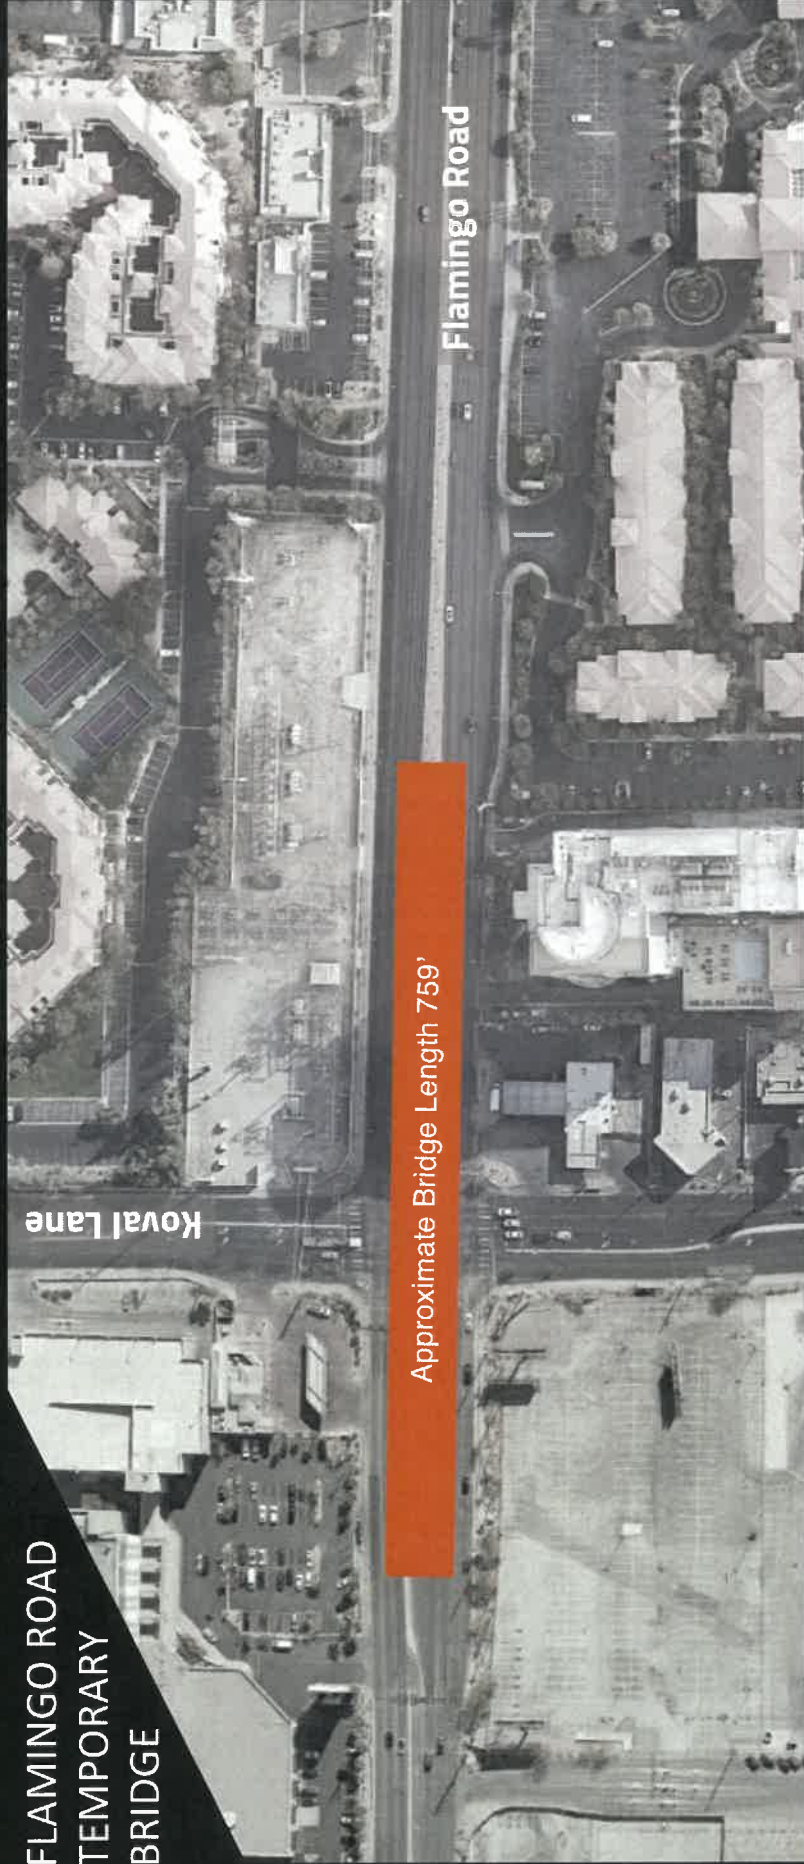 FLAMINGO ROAD
TEMPORARY
BRIDGE
Koval Lane
Approximate Bridge Length 759’
Flamingo Road